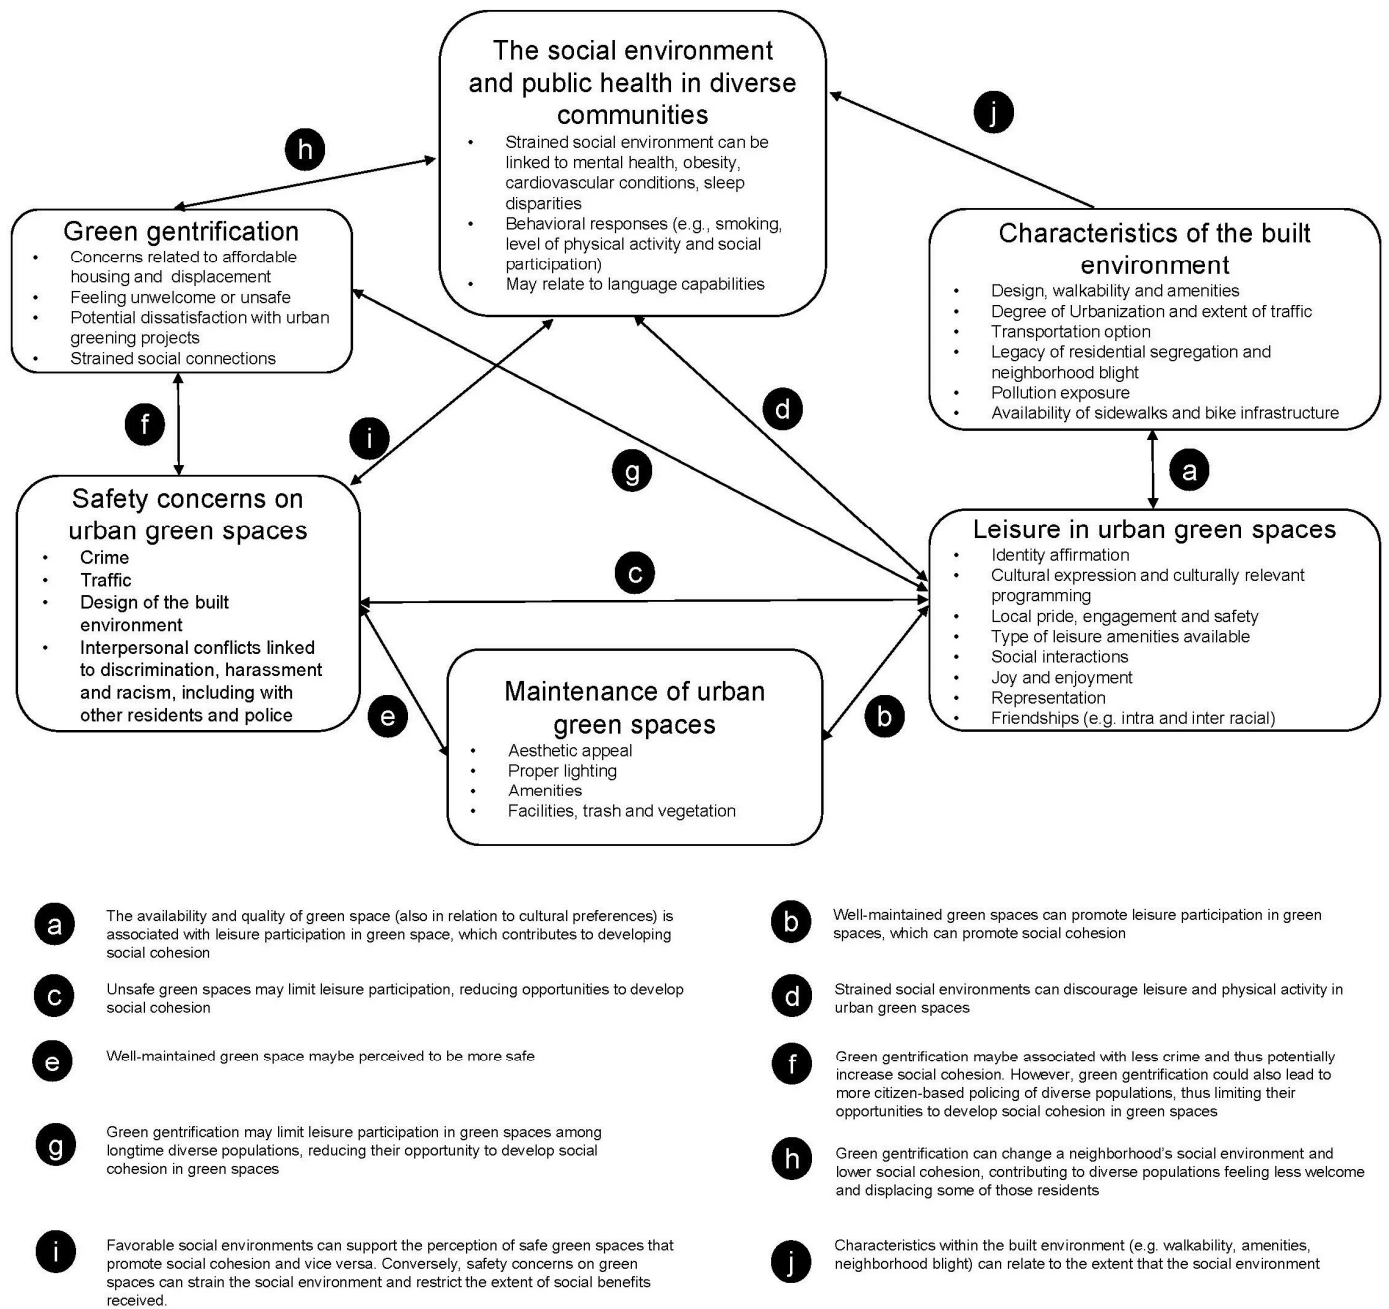 The social environment
and public health in diverse
communities
• Strained social environment can be
linked to mental health, obesity,
cardiovascular conditions, sleep
disparities
• Behavioral responses (e.g., smoking,
level of physical activity and social
participation)
• May relate to language capabilities
h
j
Green gentrification
• Concerns related to affordable
housing and displacement
• Feeling unwelcome or unsafe
• Potential dissatisfaction with urban
greening projects
• Strained social connections
Characteristics of the built
environment
• Design, walkability and amenities
• Degree of Urbanization and extent of traffic
• Transportation option
• Legacy of residential segregation and
neighborhood blight
• Pollution exposure
• Availability of sidewalks and bike infrastructure
f
i
g
d
a
Safety concerns on
urban green spaces
• Crime
• Traffic
• Design of the built
environment
• Interpersonal conflicts linked
to discrimination, harassment
and racism, including with
other residents and police
c
Leisure in urban green spaces
• Identity affirmation
• Cultural expression and culturally relevant
programming
• Local pride, engagement and safety
• Type of leisure amenities available
• Social interactions
• Joy and enjoyment
• Representation
• Friendships (e.g. intra and inter racial)
e
Maintenance of urban
green spaces
• Aesthetic appeal
• Proper lighting
• Amenities
• Facilities, trash and vegetation
b
a
The availability and quality of green space (also in relation to cultural preferences) is
associated with leisure participation in green space, which contributes to developing
social cohesion
b
Well-maintained green spaces can promote leisure participation in green
spaces, which can promote social cohesion
c
Unsafe green spaces may limit leisure participation, reducing opportunities to develop
social cohesion
d
Strained social environments can discourage leisure and physical activity in
urban green spaces
e
Well-maintained green space maybe perceived to be more safe
f
Green gentrification maybe associated with less crime and thus potentially
increase social cohesion. However, green gentrification could also lead to
more citizen-based policing of diverse populations, thus limiting their
opportunities to develop social cohesion in green spaces
g
Green gentrification may limit leisure participation in green spaces among
longtime diverse populations, reducing their opportunity to develop social
cohesion in green spaces
h
Green gentrification can change a neighborhood's social environment and
lower social cohesion, contributing to diverse populations feeling less welcome
and displacing some of those residents
i
Favorable social environments can support the perception of safe green spaces that
promote social cohesion and vice versa. Conversely, safety concerns on green
spaces can strain the social environment and restrict the extent of social benefits
received.
j
Characteristics within the built environment (e.g. walkability, amenities,
neighborhood blight) can relate to the extent that the social environment